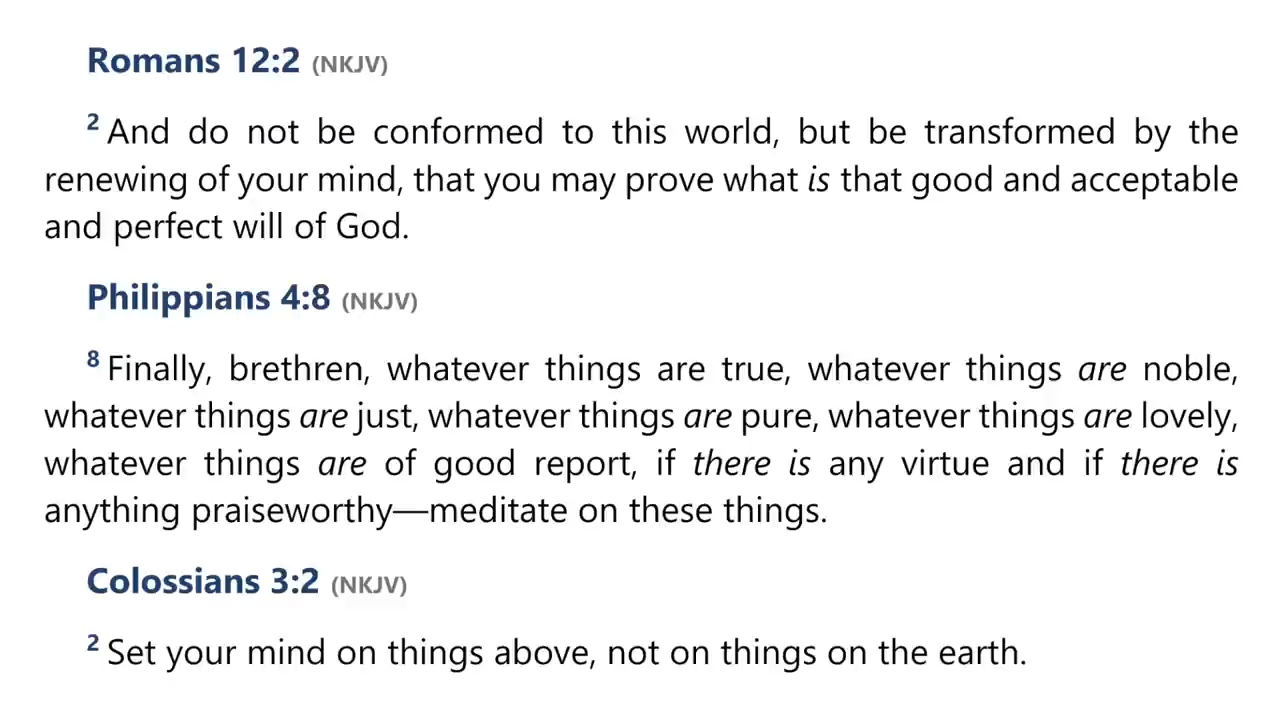 Romans 12:2 (NKJV)
2 And do not be conformed to this world, but be transformed by the
renewing of your mind, that you may prove what is that good and acceptable
and perfect will of God.
Philippians 4:8 (NKJV)
8 Finally, brethren, whatever things are true, whatever things are noble,
whatever things are just, whatever things are pure, whatever things are lovely,
whatever things are of good report, if there is any virtue and if there is
anything praiseworthy—meditate on these things.
Colossians 3:2 (NKJV)
2 Set your mind on things above, not on things on the earth.